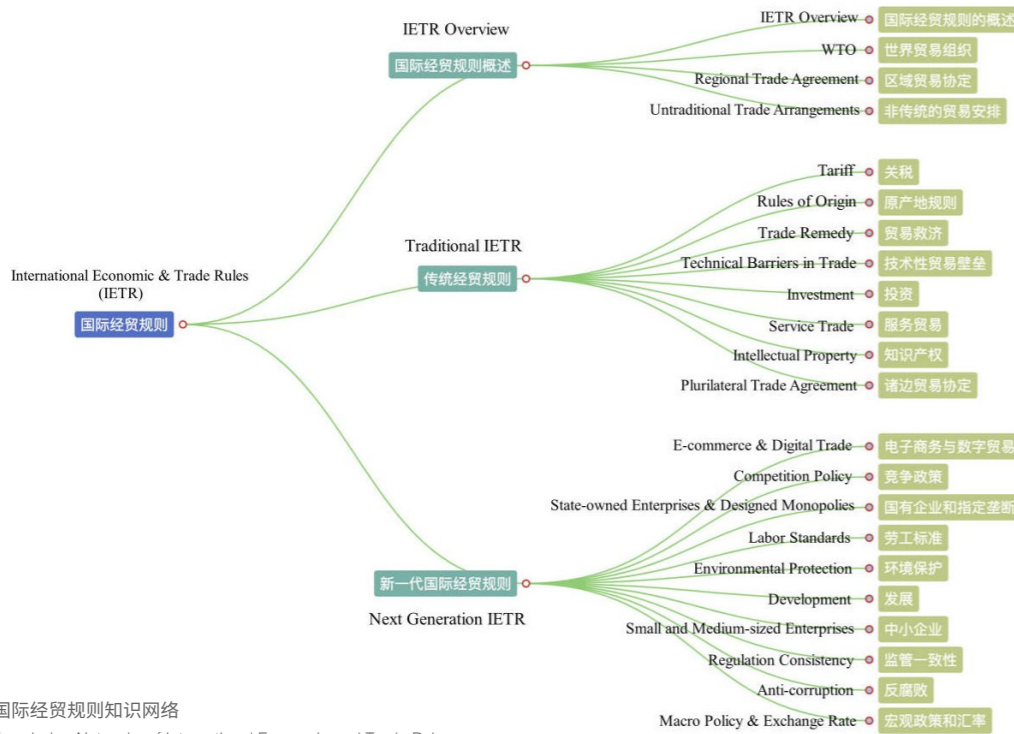 IETR Overview
国际经贸规则概述
IETR Overview 国际经贸规则的概述
WTO 世界贸易组织
Regional Trade Agreement 区域贸易协定
Untraditional Trade Arrangements 非传统的贸易安排
International Economic & Trade Rules
(IETR)
国际经贸规则
Traditional IETR
传统经贸规则
Tariff 关税
Rules of Origin 原产地规则
Trade Remedy 贸易救济
Technical Barriers in Trade 技术性贸易壁垒
Investment 投资
Service Trade 服务贸易
Intellectual Property 知识产权
Plurilateral Trade Agreement 诸边贸易协定
新一代国际经贸规则
Next Generation IETR
E-commerce & Digital Trade 电子商务与数字贸易
Competition Policy 竞争政策
State-owned Enterprises & Designed Monopolies 国有企业和指定垄断
Labor Standards 劳工标准
Environmental Protection 环境保护
Development 发展
Small and Medium-sized Enterprises 中小企业
Regulation Consistency 监管一致性
Anti-corruption 反腐败
Macro Policy & Exchange Rate 宏观政策和汇率
国际经贸规则知识网络